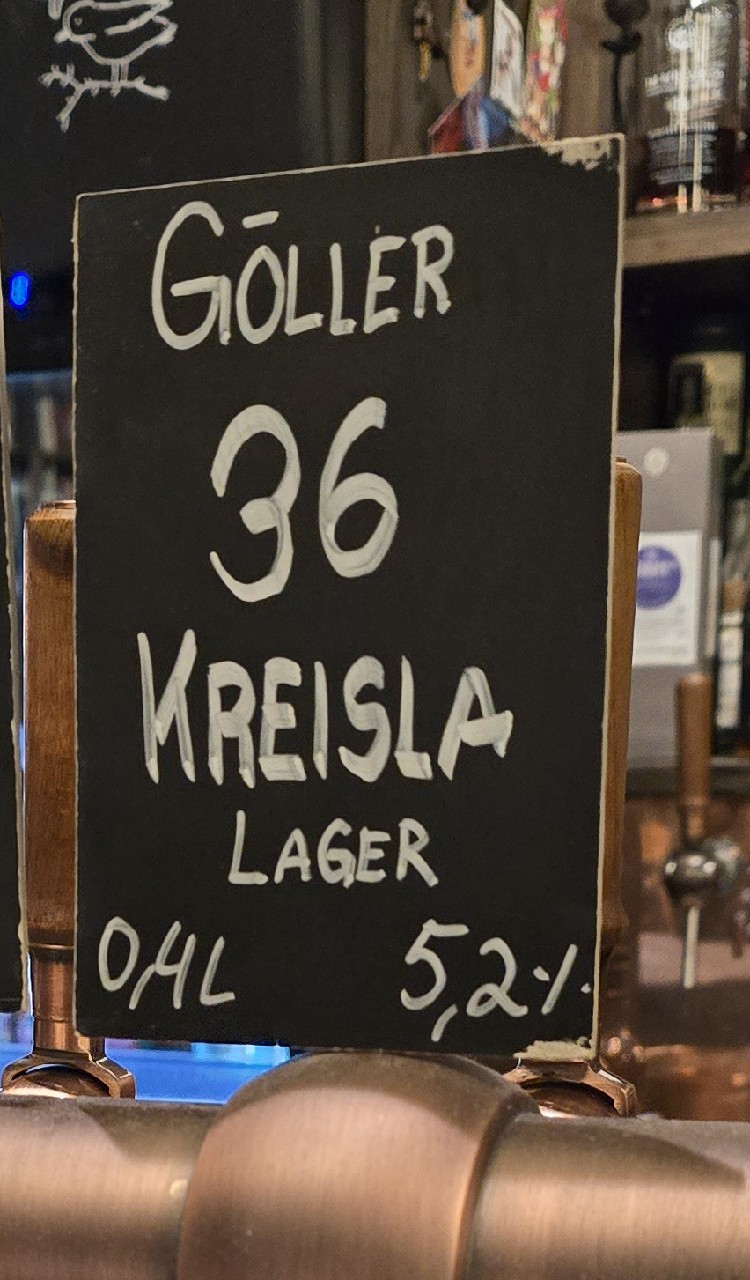 GÖLLER
36
KREISLA
LAGER
0,4L 5,2%